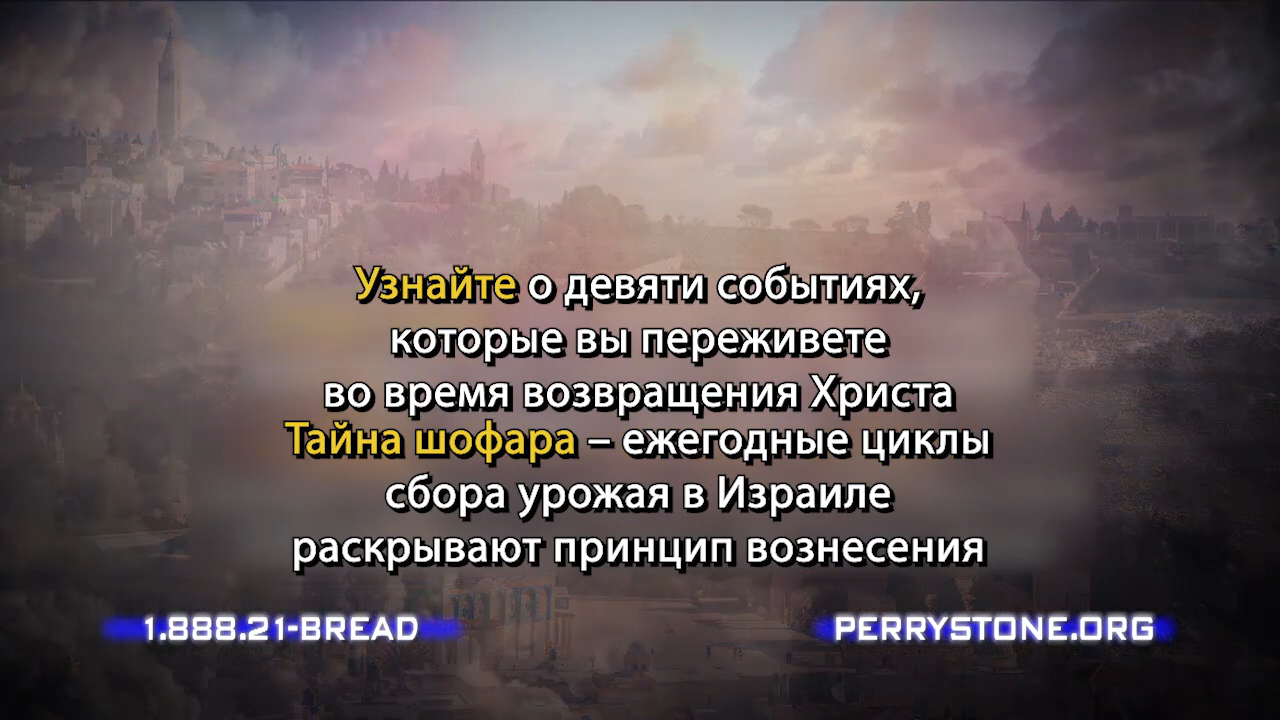 Узнайте о девяти событиях,
которые вы переживете
во время возвращения Христа
Тайна шофара – ежегодные циклы
сбора урожая в Израиле
раскрывают принцип вознесения
1.888.21-BREAD
PERRYSTONE.ORG